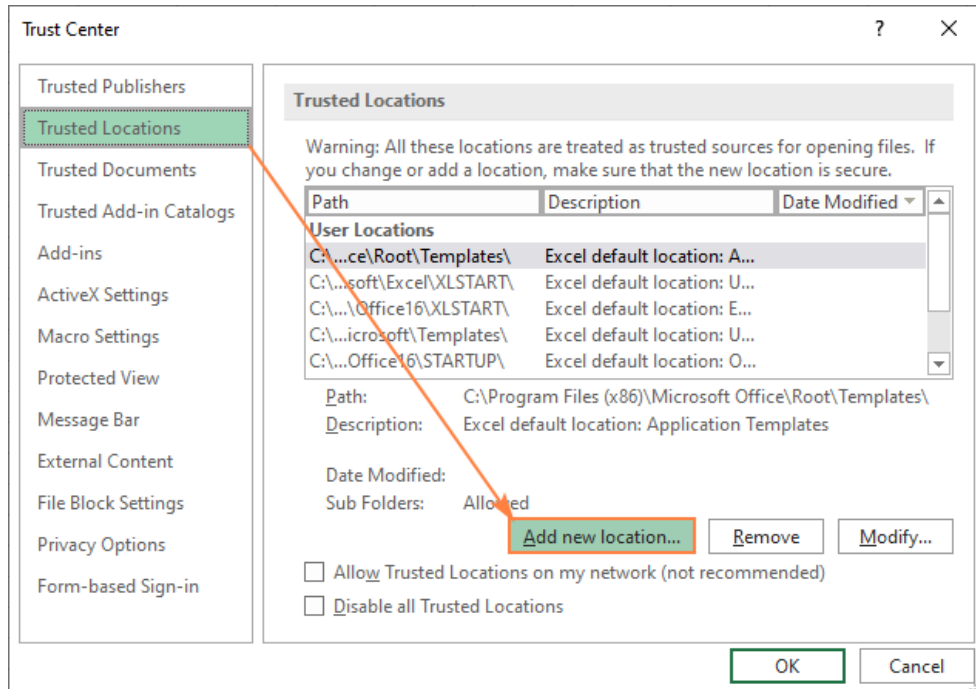 Trust Center
?
Trusted Publishers
Trusted Locations
Trusted Documents
Trusted Add-in Catalogs
Add-ins
ActiveX Settings
Macro Settings
Protected View
Message Bar
External Content
File Block Settings
Privacy Options
Form-based Sign-in
Trusted Locations
Warning: All these locations are treated as trusted sources for opening files. If
you change or add a location, make sure that the new location is secure.
Path Description Date Modified
User Locations
C:\...ce\Root\Templates\ Excel default location: A...
C:\...soft\Excel\XLSTART\ Excel default location: U...
C:\...\Office16\XLSTART\ Excel default location: E...
C:\...icrosoft\Templates\ Excel default location: U...
C:\...Office16\STARTUP\ Excel default location: O...
Path: C:\Program Files (x86)\Microsoft Office\Root\Templates\
Description: Excel default location: Application Templates
Date Modified:
Sub Folders: Allowed
Add new location... Remove Modify...
Allow Trusted Locations on my network (not recommended)
Disable all Trusted Locations
OK Cancel